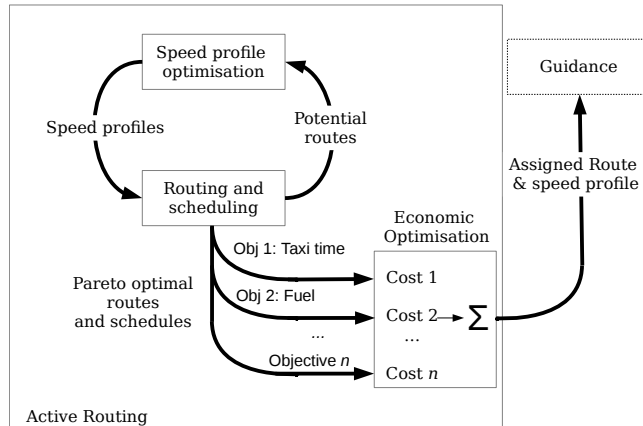 Speed profile
optimisation
Guidance
Speed profiles
Potential
routes
Assigned Route
& speed profile
Routing and
scheduling
Economic
Optimisation
Obj 1: Taxi time
Cost 1
Pareto optimal
routes
and schedules
Obj 2: Fuel
Cost 2
Σ
...
...
Objective n
Cost n
Active Routing